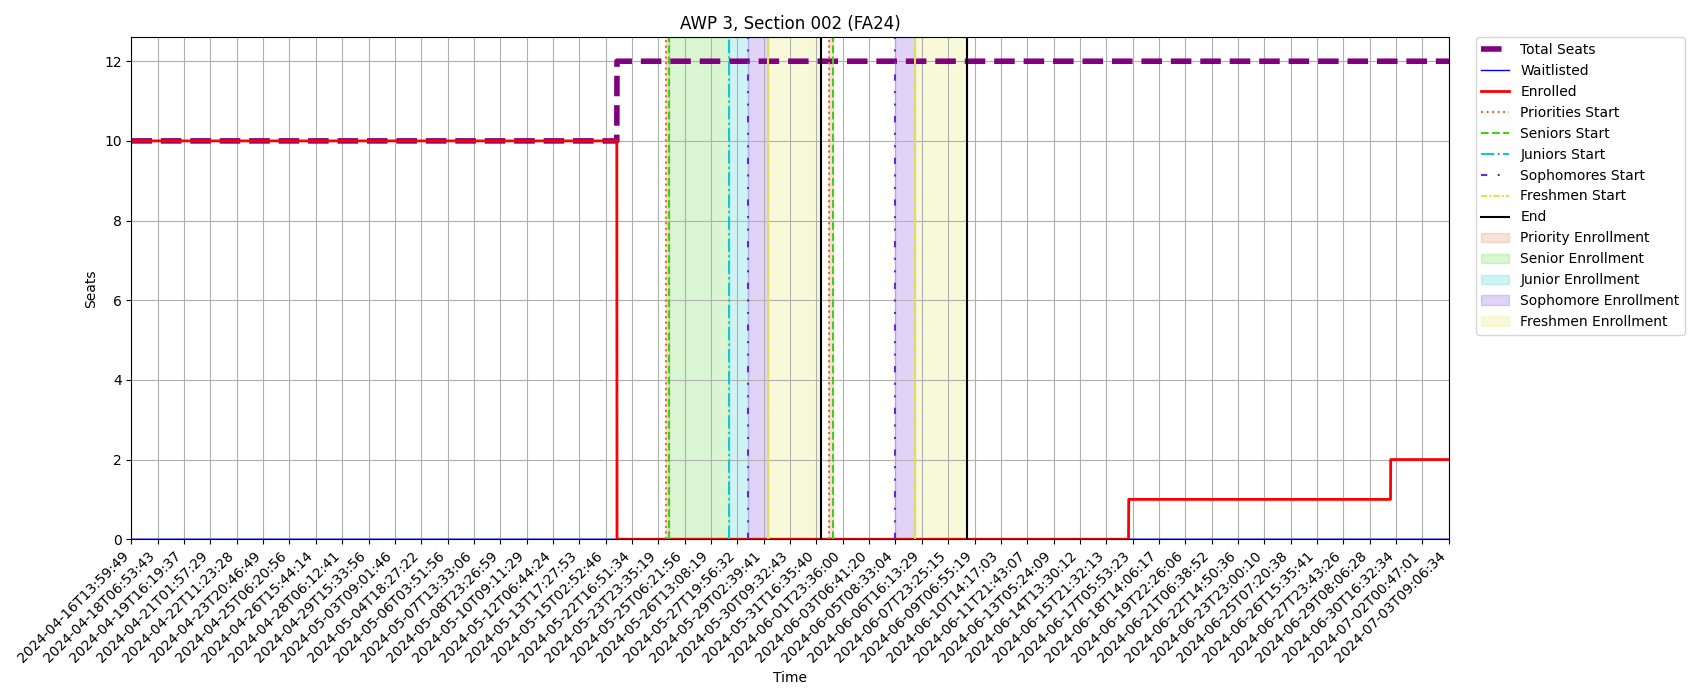 AWP 3, Section 002 (FA24)
12
10
8
6
4
2
0
Seats
2024-04-16T13:59:49
2024-04-18T06:53:43
2024-04-19T16:19:37
2024-04-21T01:57:29
2024-04-22T11:23:28
2024-04-23T20:46:49
2024-04-25T06:20:56
2024-04-26T15:44:14
2024-04-28T06:12:41
2024-04-29T15:33:56
2024-05-03T09:01:46
2024-05-04T18:27:22
2024-05-06T03:51:56
2024-05-07T13:33:06
2024-05-08T23:26:59
2024-05-10T09:11:29
2024-05-12T06:44:24
2024-05-13T17:27:53
2024-05-15T02:52:46
2024-05-22T16:51:34
2024-05-23T23:35:19
2024-05-25T06:21:56
2024-05-26T13:08:19
2024-05-27T19:56:32
2024-05-29T02:39:41
2024-05-30T09:32:43
2024-05-31T16:35:40
2024-06-01T23:36:00
2024-06-03T06:41:20
2024-06-05T08:33:04
2024-06-06T16:13:29
2024-06-07T23:25:15
2024-06-09T06:55:19
2024-06-10T14:17:03
2024-06-11T21:43:07
2024-06-13T05:24:09
2024-06-14T13:30:12
2024-06-15T21:32:13
2024-06-17T05:53:23
2024-06-18T14:06:17
2024-06-19T22:26:06
2024-06-21T06:38:52
2024-06-22T14:50:36
2024-06-23T23:00:10
2024-06-25T07:20:38
2024-06-26T15:35:41
2024-06-27T23:43:26
2024-06-29T08:06:28
2024-06-30T16:32:34
2024-07-02T00:47:01
2024-07-03T09:06:34
Time
Total Seats
Waitlisted
Enrolled
Priorities Start
Seniors Start
Juniors Start
Sophomores Start
Freshmen Start
End
Priority Enrollment
Senior Enrollment
Junior Enrollment
Sophomore Enrollment
Freshmen Enrollment